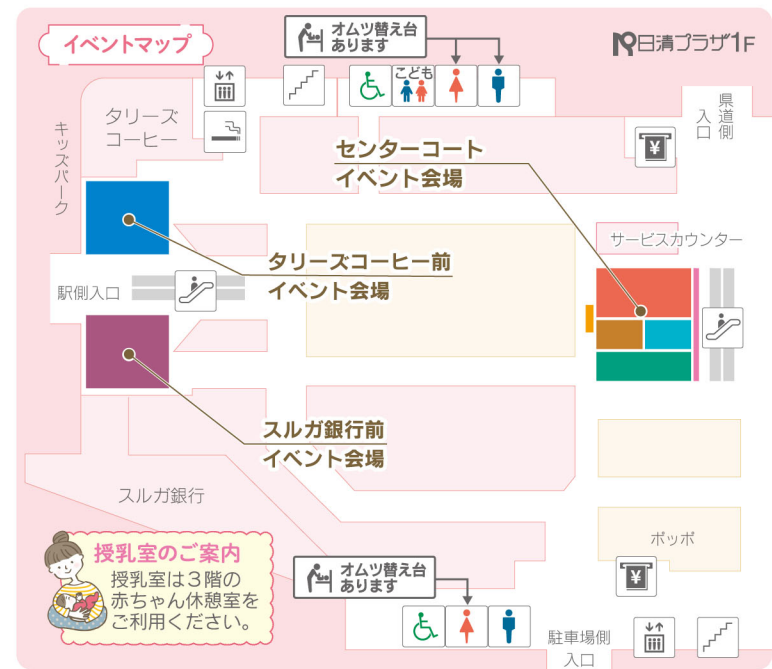 イベントマップ
オムツ替え台
あります
日清プラザ1F
こども
タリーズ
コーヒー
キッズパーク
県道側
入口
¥
センターコート
イベント会場
サービスカウンター
タリーズコーヒー前
イベント会場
駅側入口
スルガ銀行前
イベント会場
スルガ銀行
ポッポ
授乳室のご案内
授乳室は3階の
赤ちゃん休憩室を
ご利用ください。
オムツ替え台
あります
¥
駐車場側
入口